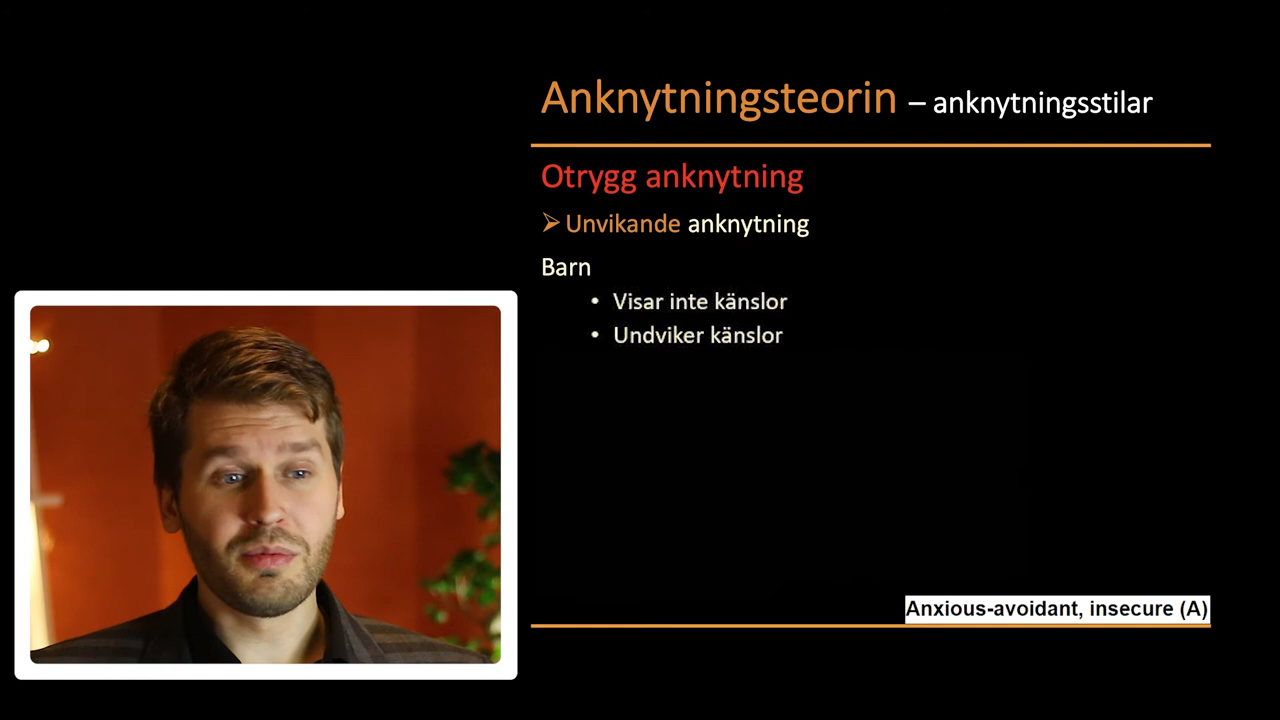 Anknytningsteorin – anknytningsstilar
Otrygg anknytning
➢ Unvikande anknytning
Barn
• Visar inte känslor
• Undviker känslor
Anxious-avoidant, insecure (A)